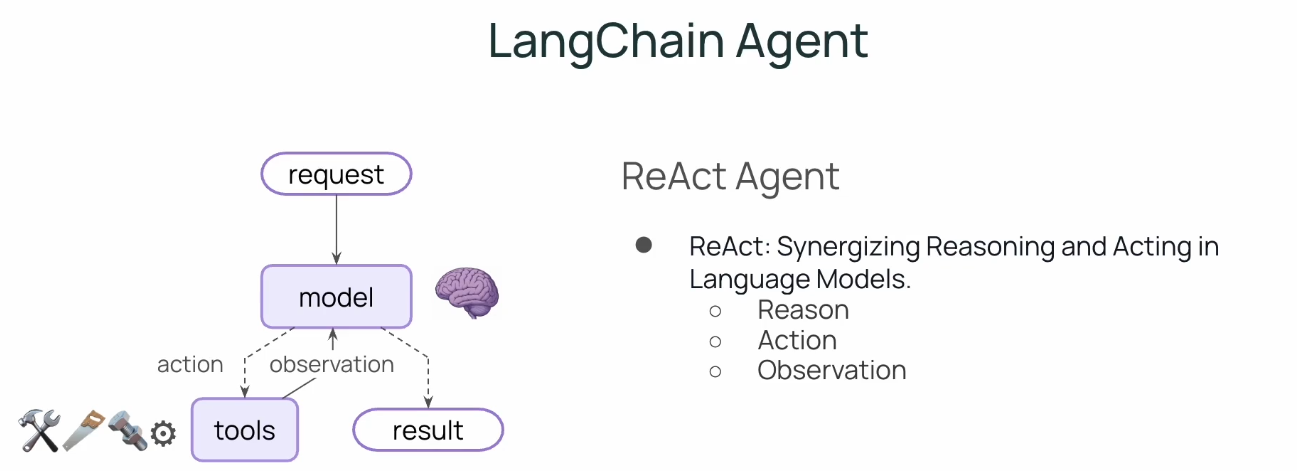 LangChain Agent
request
model
action
observation
tools
result
ReAct Agent
● ReAct: Synergizing Reasoning and Acting in
Language Models.
○ Reason
○ Action
○ Observation